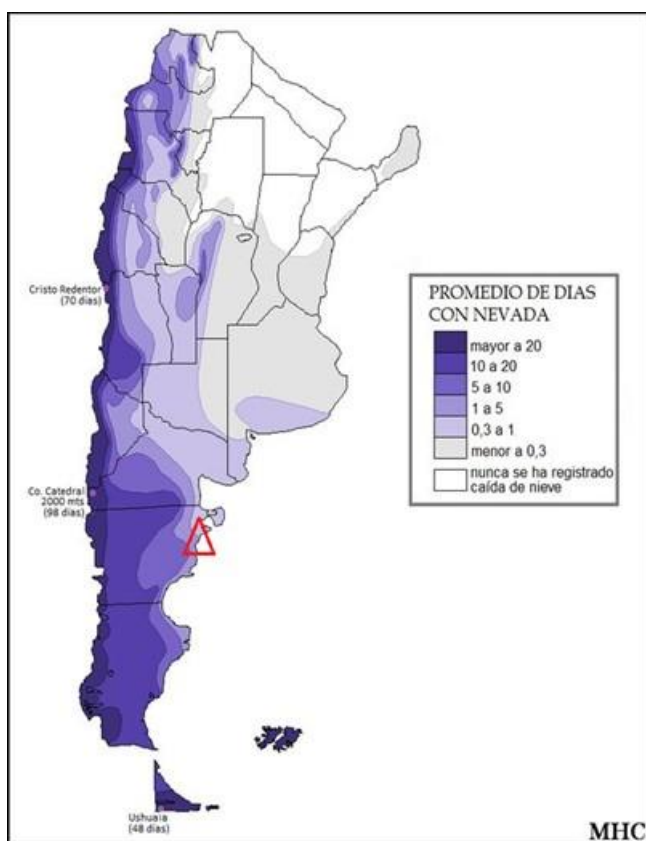 Cristo Redentor
(70 días)
PROMEDIO DE DIAS
CON NEVADA
mayor a 20
10 a 20
5 a 10
1 a 5
0,3 a 1
menor a 0,3
nunca se ha registrado
caída de nieve
Co. Catedral
2000 mts
(98 días)
Ushuaia
(48 días)
MHC